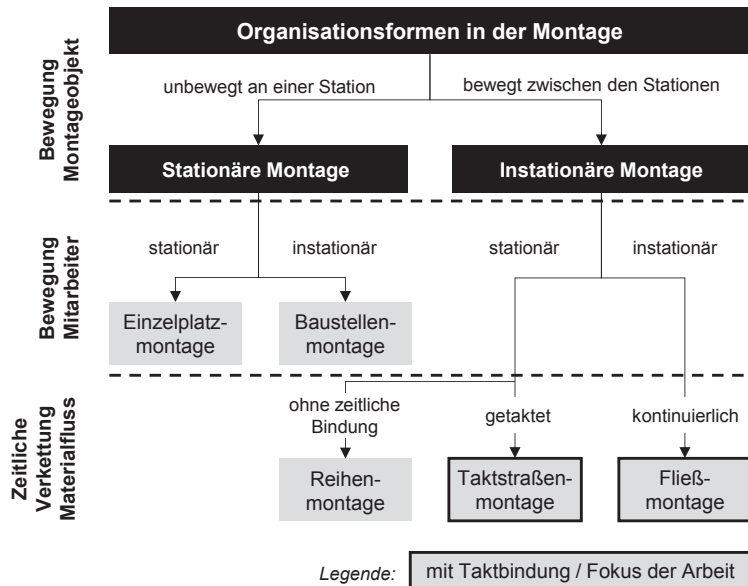 Organisationsformen in der Montage
Bewegung
Montageobjekt
unbewegt an einer Station
bewegt zwischen den Stationen
Stationäre Montage
Instationäre Montage
Bewegung
Mitarbeiter
stationär
instationär
stationär
instationär
Einzelplatz-
montage
Baustellen-
montage
Zeitliche
Verkettung
Materialfluss
ohne zeitliche
Bindung
getaktet
kontinuierlich
Reihen-
montage
Taktstraßen-
montage
Fließ-
montage
Legende:
mit Taktbindung / Fokus der Arbeit